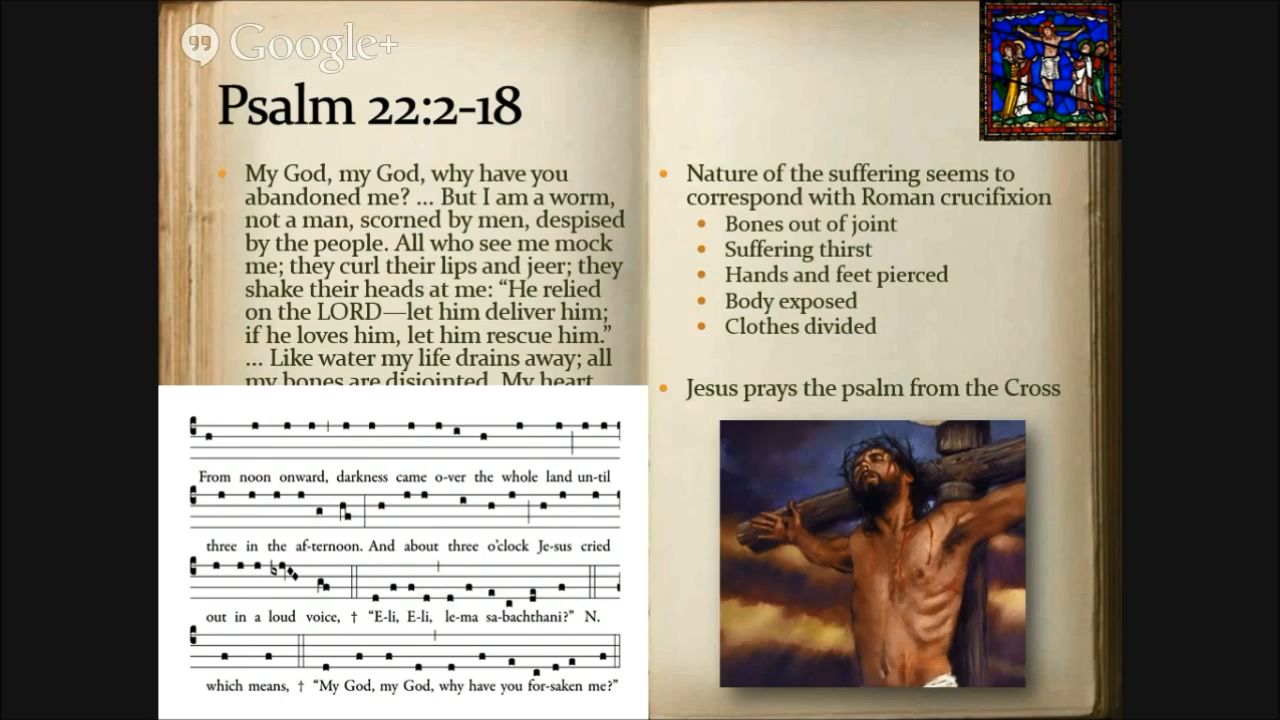 Google+
Psalm 22:2-18
My God, my God, why have you
abandoned me? ... But I am a worm,
not a man, scorned by men, despised
by the people. All who see me mock
me; they curl their lips and jeer; they
shake their heads at me: “He relied
on the LORD—let him deliver him;
if he loves him, let him rescue him.”
... Like water my life drains away; all
my bones are disjointed. My heart
From noon onward, darkness came o-ver the whole land un-til
three in the af-ternoon. And about three o'clock Je-sus cried
out in a loud voice, † “E-li, E-li, le-ma sa-bachthani?” N.
which means, † “My God, my God, why have you for-saken me?”
Nature of the suffering seems to
correspond with Roman crucifixion
Bones out of joint
Suffering thirst
Hands and feet pierced
Body exposed
Clothes divided
Jesus prays the psalm from the Cross